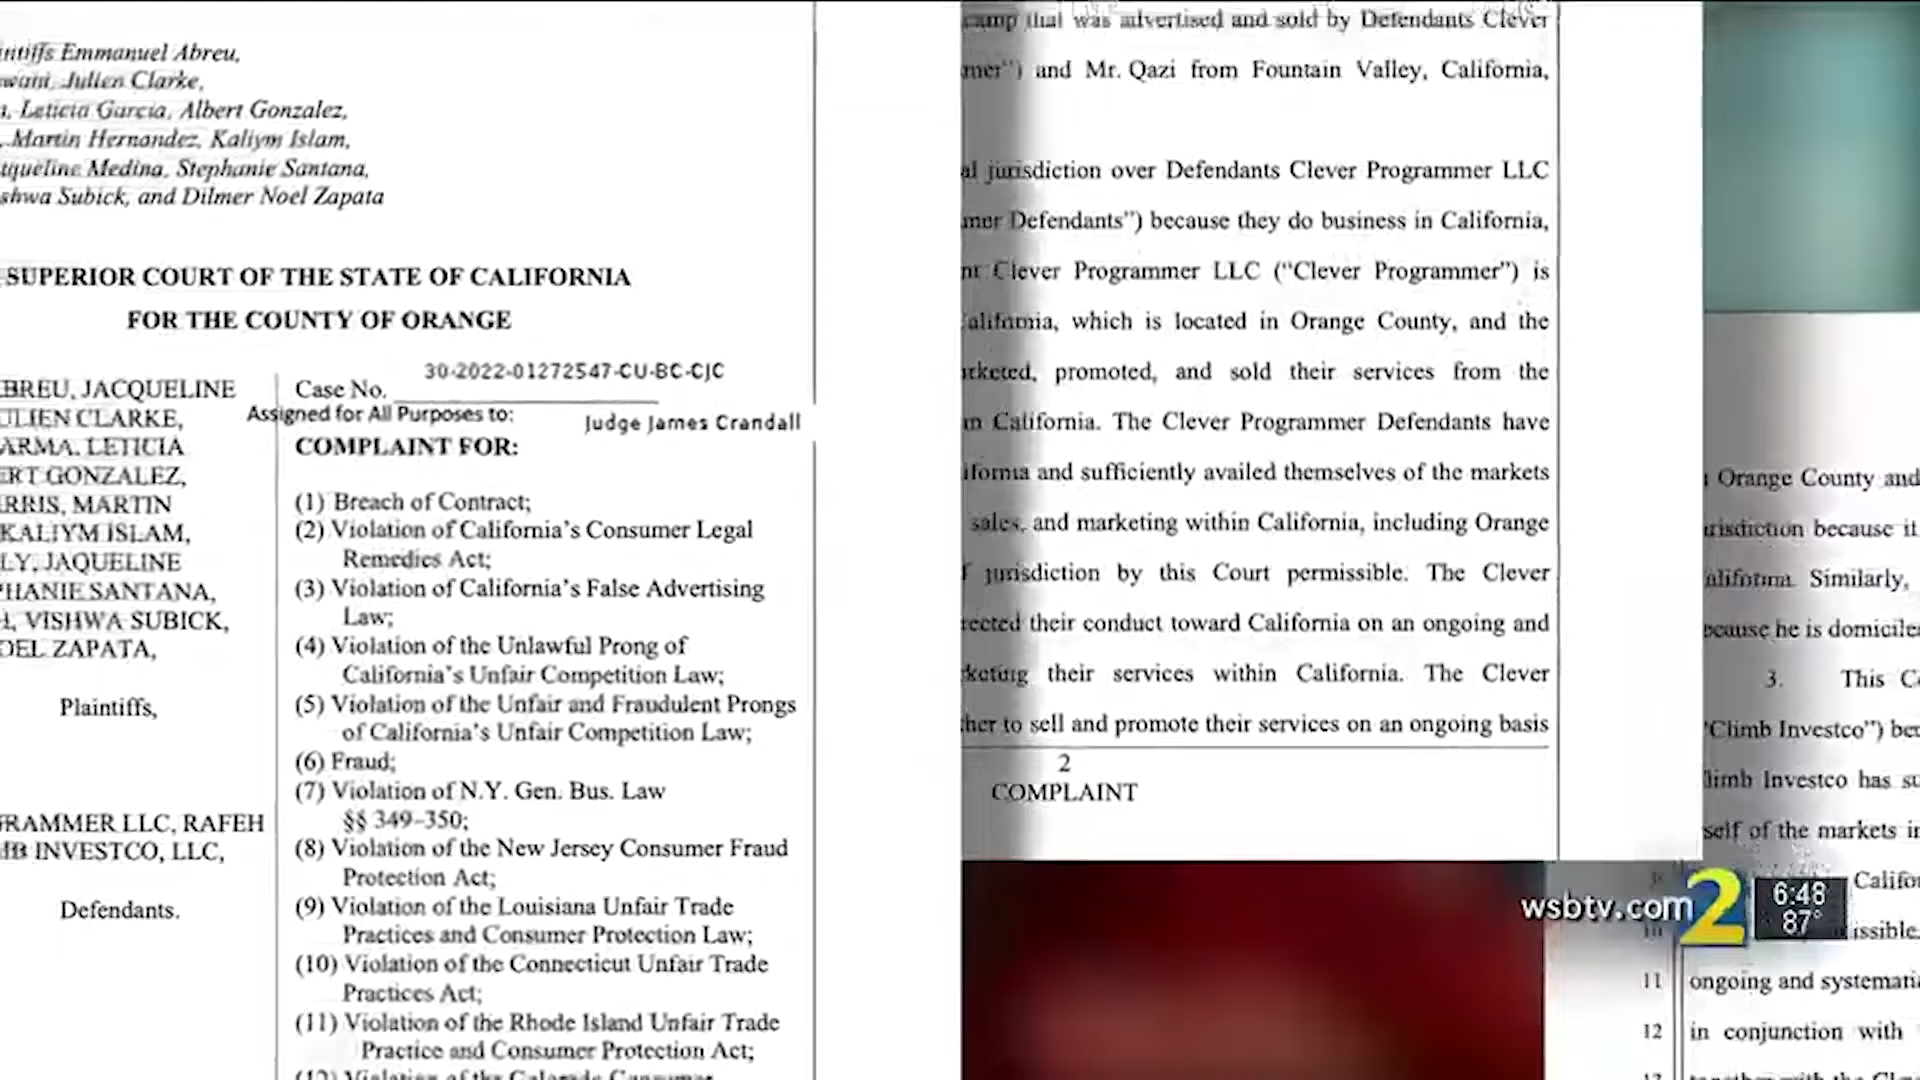 Emmanuel Abreu,
Julien Clarke,
Leticia Garcia, Albert Gonzalez,
Martin Hernandez, Kaliym Islam,
Medina, Stephanie Santana,
Subick, and Dilmer Noel Zapata
SUPERIOR COURT OF THE STATE OF CALIFORNIA
FOR THE COUNTY OF ORANGE
BREU, JACQUELINE
CLARKE,
ARMA, LETICIA
ERT GONZALEZ,
RRIS, MARTIN
KALIYM ISLAM,
LY, JAQUELINE
PHANIE SANTANA,
VISHWA SUBICK,
OEL ZAPATA,
Plaintiffs,
GRAMMER LLC, RAFEH
MB INVESTCO, LLC,
Defendants.
Case No. 30-2022-01272547-CU-BC-CJC
Assigned for All Purposes to: Judge James Crandall
COMPLAINT FOR:
(1) Breach of Contract;
(2) Violation of California's Consumer Legal
Remedies Act;
(3) Violation of California's False Advertising
Law;
(4) Violation of the Unlawful Prong of
California's Unfair Competition Law;
(5) Violation of the Unfair and Fraudulent Prongs
of California's Unfair Competition Law;
(6) Fraud;
(7) Violation of N.Y. Gen. Bus. Law
§§ 349–350;
(8) Violation of the New Jersey Consumer Fraud
Protection Act;
(9) Violation of the Louisiana Unfair Trade
Practices and Consumer Protection Law;
(10) Violation of the Connecticut Unfair Trade
Practices Act;
(11) Violation of the Rhode Island Unfair Trade
Practice and Consumer Protection Act;
camp that was advertised and sold by Defendants Clever
mer") and Mr. Qazi from Fountain Valley, California,
al jurisdiction over Defendants Clever Programmer LLC
mer Defendants") because they do business in California,
nt Clever Programmer LLC ("Clever Programmer") is
California, which is located in Orange County, and the
rketed, promoted, and sold their services from the
in California. The Clever Programmer Defendants have
ifornia and sufficiently availed themselves of the markets
sales, and marketing within California, including Orange
f jurisdiction by this Court permissible. The Clever
rected their conduct toward California on an ongoing and
rketing their services within California. The Clever
ther to sell and promote their services on an ongoing basis
2
COMPLAINT
Orange County and
urisdiction because it
alifornia. Similarly,
because he is domicile
3. This C
"Climb Investco") bec
limb Investco has su
self of the markets in
Califor
issible.
11 ongoing and systemati
12 in conjunction with
wsbtv.com 2
6:48
87°